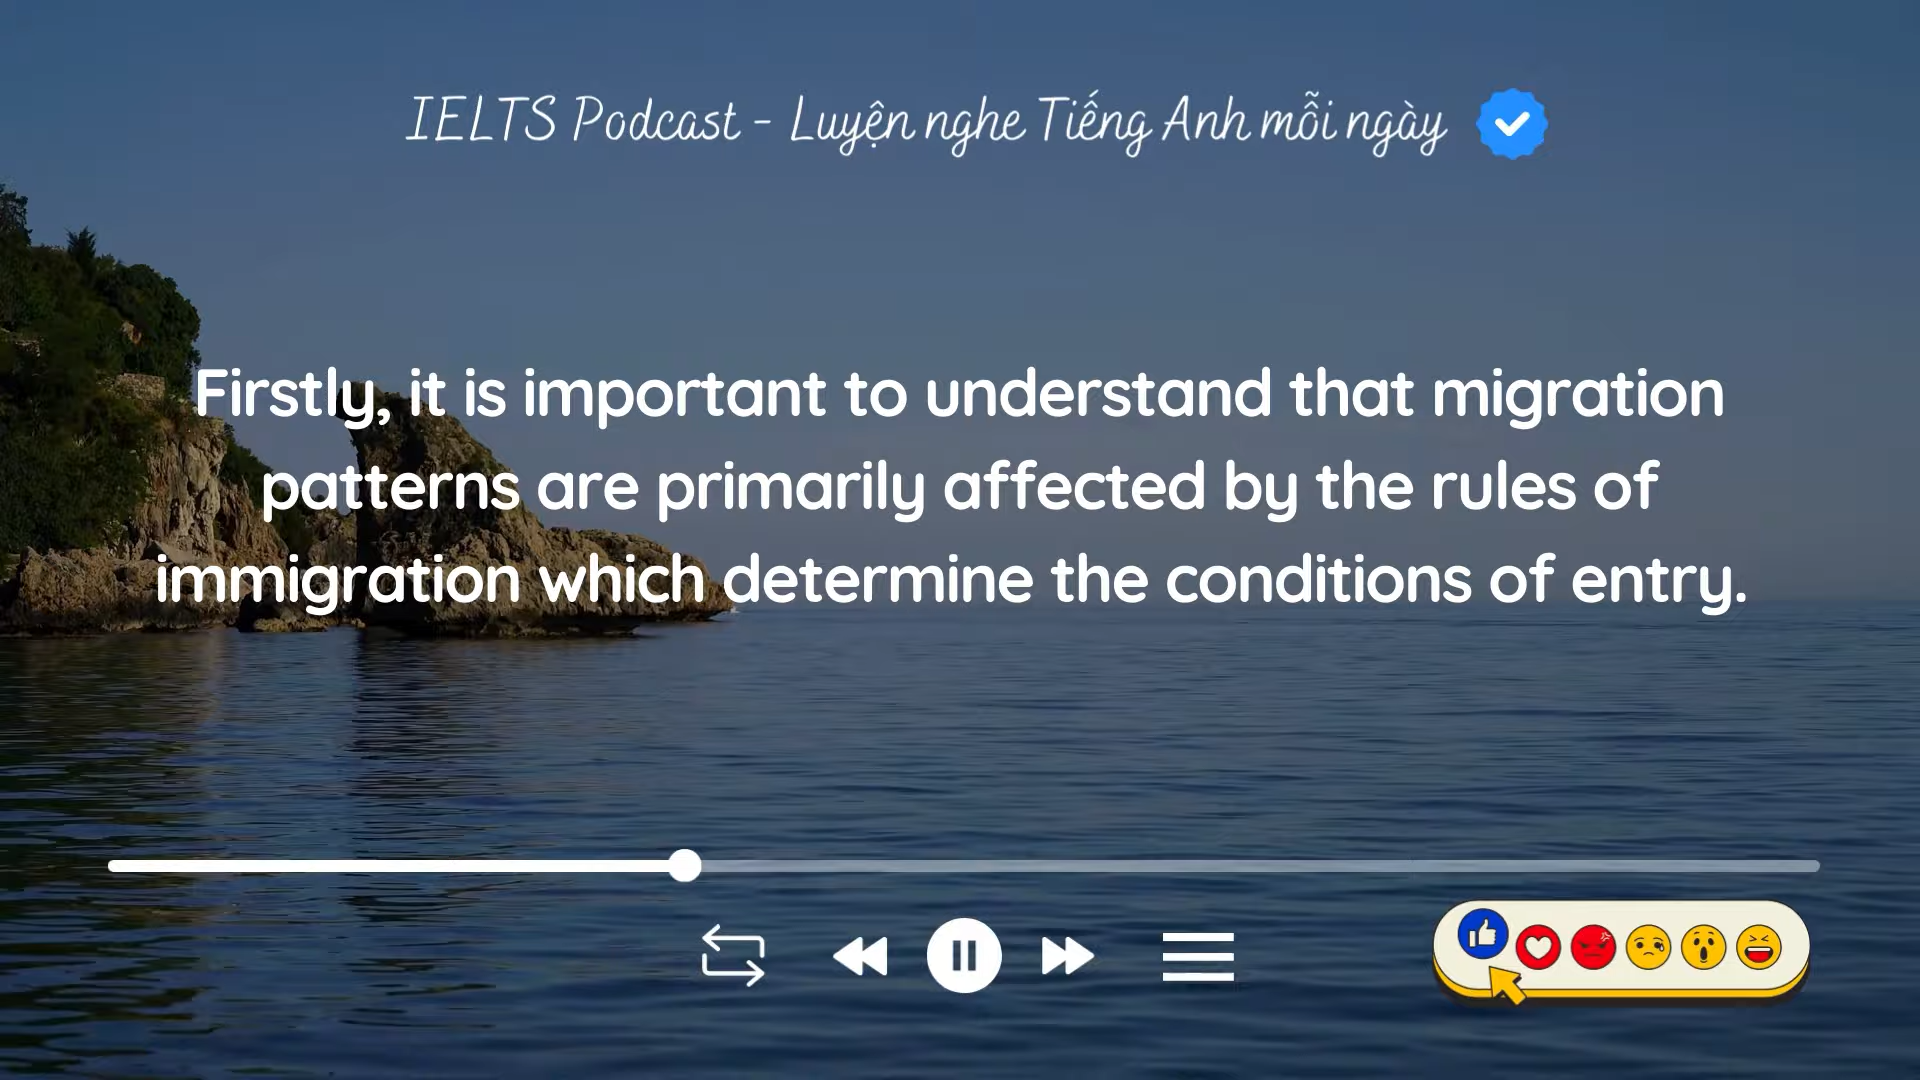 IELTS Podcast - Luyện nghe Tiếng Anh mỗi ngày
Firstly, it is important to understand that migration
patterns are primarily affected by the rules of
immigration which determine the conditions of entry.